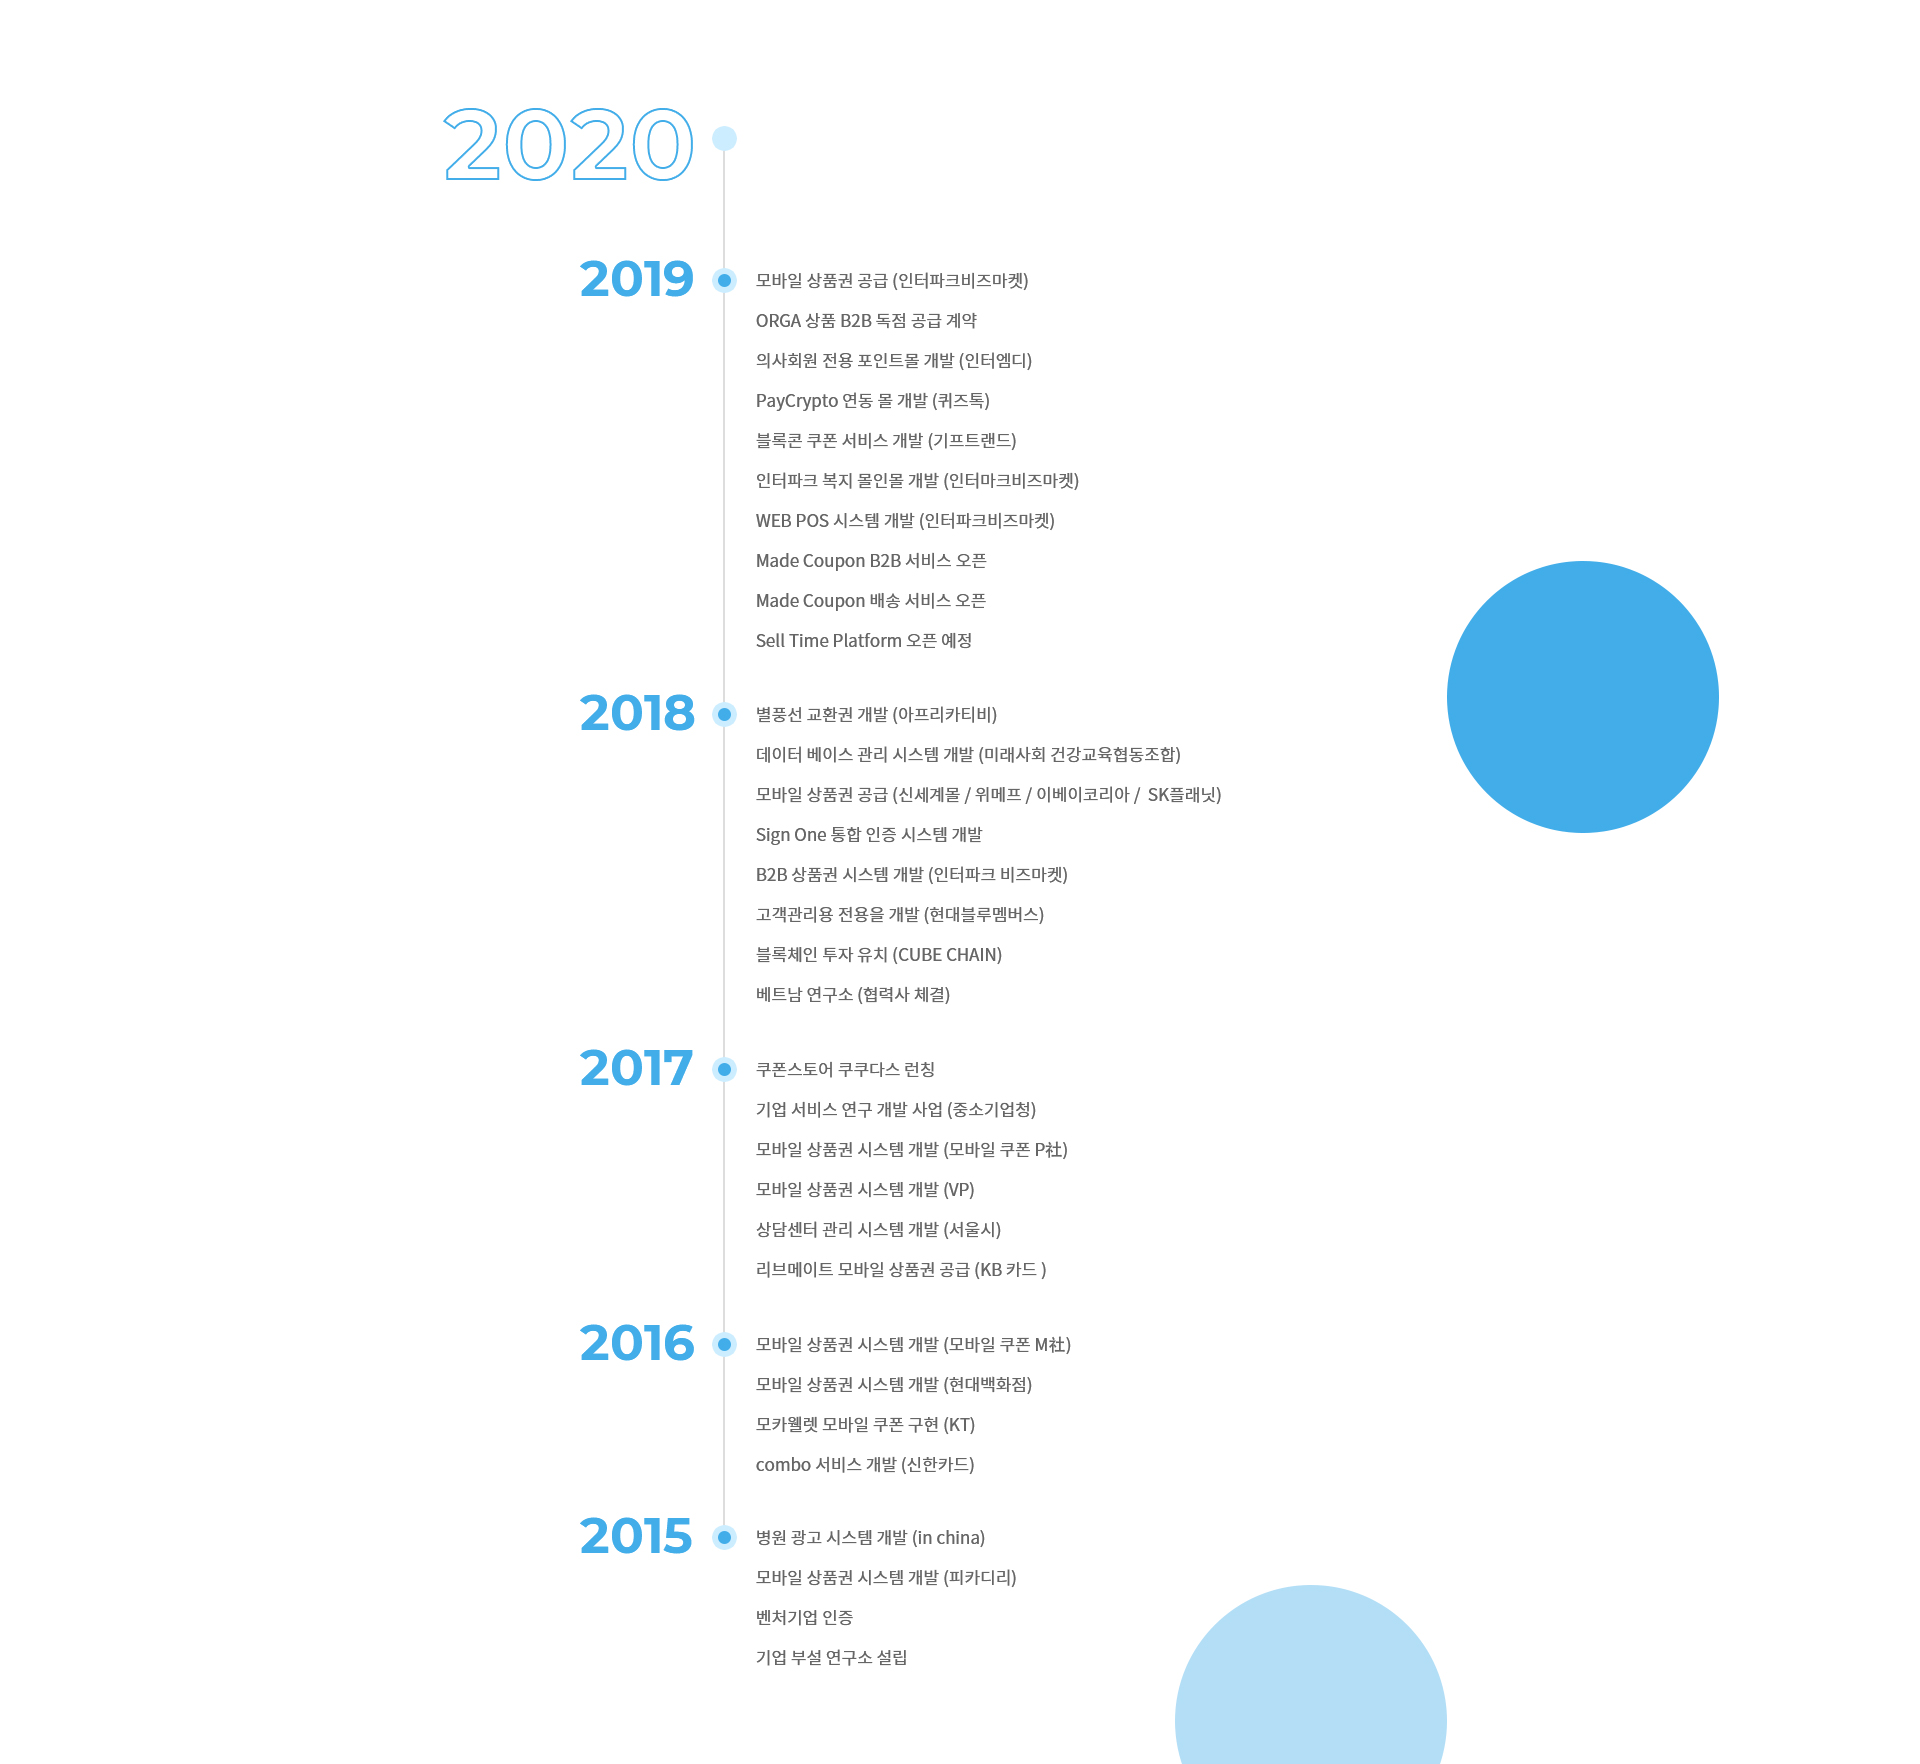 2020
2019
모바일 상품권 공급 (인터파크비즈마켓)
ORGA 상품 B2B 독점 공급 계약
의사회원 전용 포인트몰 개발 (인터엠디)
PayCrypto 연동 몰 개발 (퀴즈톡)
블록콘 쿠폰 서비스 개발 (기프트랜드)
인터파크 복지 몰인몰 개발 (인터마크비즈마켓)
WEB POS 시스템 개발 (인터파크비즈마켓)
Made Coupon B2B 서비스 오픈
Made Coupon 배송 서비스 오픈
Sell Time Platform 오픈 예정
2018
별풍선 교환권 개발 (아프리카티비)
데이터 베이스 관리 시스템 개발 (미래사회 건강교육협동조합)
모바일 상품권 공급 (신세계몰 / 위메프 / 이베이코리아 / SK플래닛)
Sign One 통합 인증 시스템 개발
B2B 상품권 시스템 개발 (인터파크 비즈마켓)
고객관리용 전용을 개발 (현대블루멤버스)
블록체인 투자 유치 (CUBE CHAIN)
베트남 연구소 (협력사 체결)
2017
쿠폰스토어 쿠쿠다스 런칭
기업 서비스 연구 개발 사업 (중소기업청)
모바일 상품권 시스템 개발 (모바일 쿠폰 P社)
모바일 상품권 시스템 개발 (VP)
상담센터 관리 시스템 개발 (서울시)
리브메이트 모바일 상품권 공급 (KB 카드 )
2016
모바일 상품권 시스템 개발 (모바일 쿠폰 M社)
모바일 상품권 시스템 개발 (현대백화점)
모카웰렛 모바일 쿠폰 구현 (KT)
combo 서비스 개발 (신한카드)
2015
병원 광고 시스템 개발 (in china)
모바일 상품권 시스템 개발 (피카디리)
벤처기업 인증
기업 부설 연구소 설립